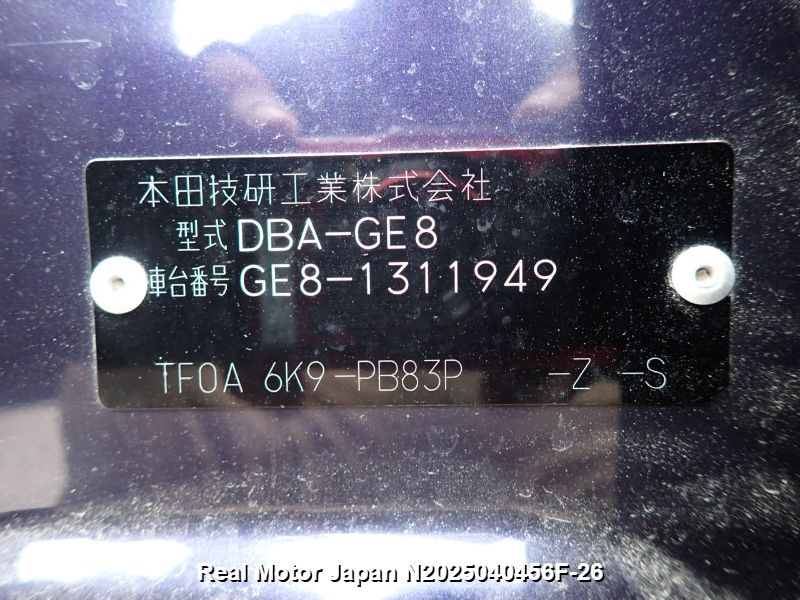 本田技研工業株式会社
型式 DBA-GE8
車台番号 GE8-1311949
TF0A 6K9-PB83P -Z -S
Real Motor Japan N2025040456F-26